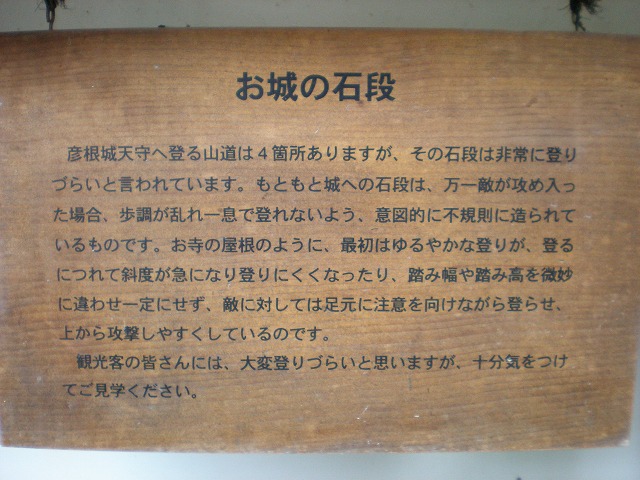 お城の石段
彦根城天守へ登る山道は４箇所ありますが、その石段は非常に登り
づらいと言われています。もともと城への石段は、万一敵が攻め入っ
た場合、歩調が乱れ一息で登れないよう、意図的に不規則に造られて
いるものです。お寺の屋根のように、最初はゆるやかな登りが、登る
につれて斜度が急になり登りにくくなったり、踏み幅や踏み高を微妙
に違わせ一定にせず、敵に対しては足元に注意を向けながら登らせ、
上から攻撃しやすくしているのです。
観光客の皆さんには、大変登りづらいと思いますが、十分気をつけ
てご見学ください。